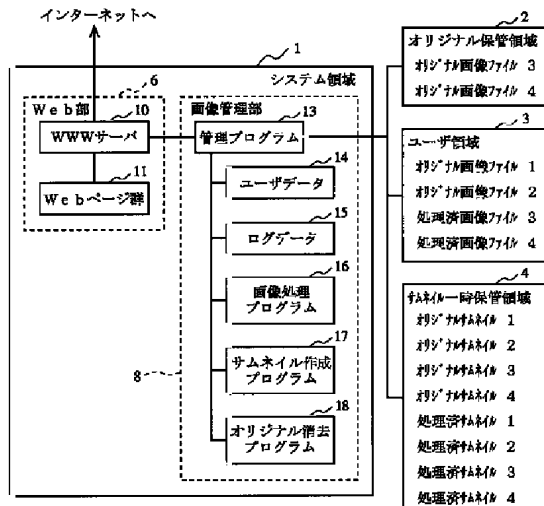 インターネットへ
1
システム領域
6
Web部
10
WWWサーバ
11
Webページ群
8
画像管理部
13
管理プログラム
14
ユーザデータ
15
ログデータ
16
画像処理
プログラム
17
サムネイル作成
プログラム
18
オリジナル消去
プログラム
2
オリジナル保管領域
オリジナル画像ファイル 3
オリジナル画像ファイル 4
3
ユーザ領域
オリジナル画像ファイル 1
オリジナル画像ファイル 2
処理済画像ファイル 3
処理済画像ファイル 4
4
サムネイル一時保管領域
オリジナルサムネイル 1
オリジナルサムネイル 2
オリジナルサムネイル 3
オリジナルサムネイル 4
処理済サムネイル 1
処理済サムネイル 2
処理済サムネイル 3
処理済サムネイル 4